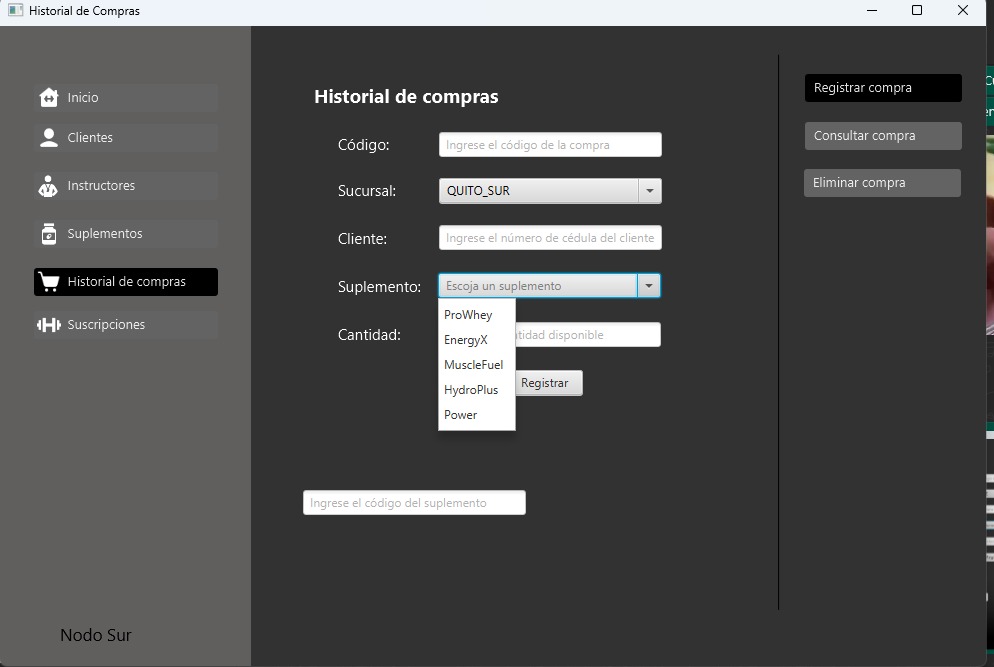 Historial de Compras
Inicio
Clientes
Instructores
Suplementos
Historial de compras
Suscripciones
Nodo Sur
Historial de compras
Código:
Ingrese el código de la compra
Sucursal:
QUITO_SUR
Cliente:
Ingrese el número de cédula del cliente
Suplemento:
Escoja un suplemento
ProWhey
EnergyX
MuscleFuel
HydroPlus
Power
Cantidad:
disponible
Registrar
Ingrese el código del suplemento
Registrar compra
Consultar compra
Eliminar compra